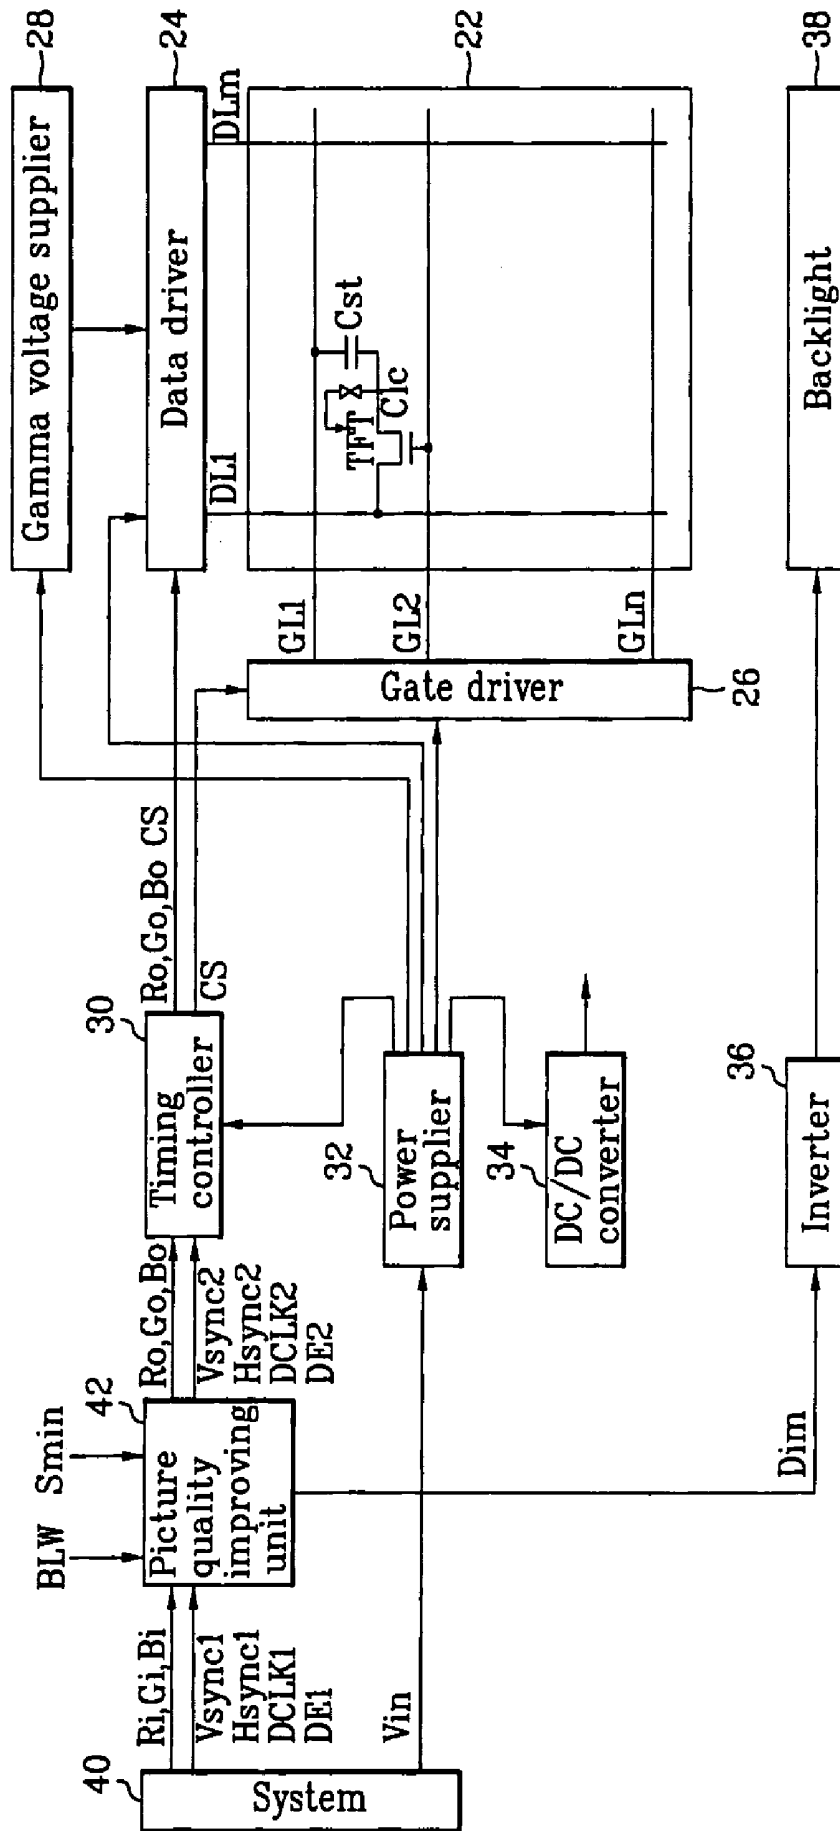 40
System
Ri,Gi,Bi
Vsync1
Hsync1
DCLK1
DE1
Vin
BLW
Smin
42
Picture
quality
improving
unit
Ro,Go,Bo
Vsync2
Hsync2
DCLK2
DE2
Dim
30
Timing
controller
32
Power
supplier
34
DC/DC
converter
36
Inverter
Ro,Go,Bo CS
CS
Gamma voltage supplier
28
Data driver
24
DL1
DLm
GL1
GL2
GLn
Gate driver
26
TFT
Clc
Cst
22
Backlight
38